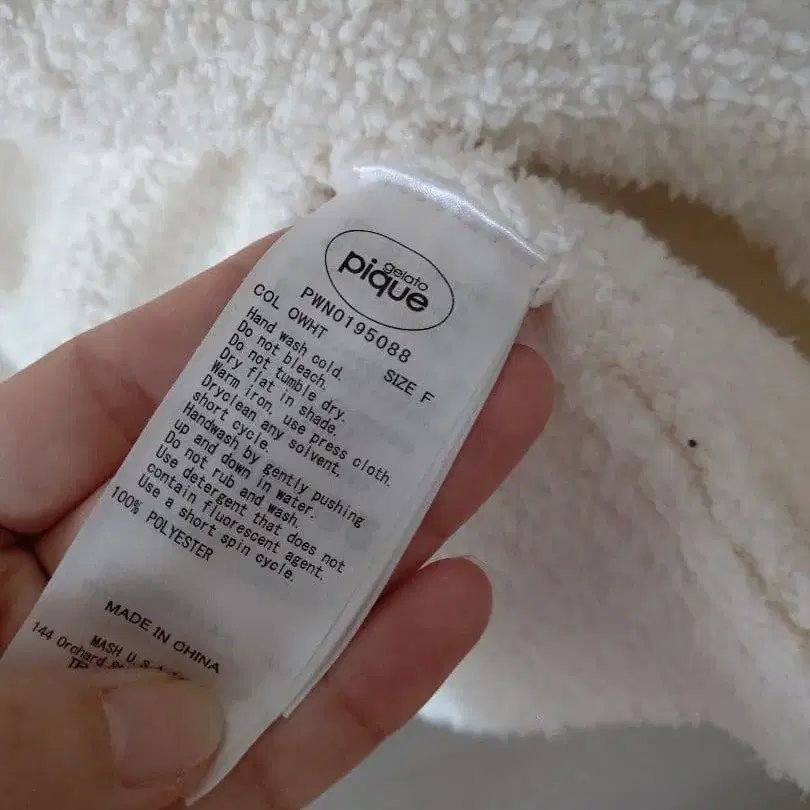 gelato
pique
PWN0195088
COL OWHT
SIZE F
Hand wash cold.
Do not bleach.
Do not tumble dry.
Dry flat in shade.
Warm iron, use press cloth.
Dryclean any solvent,
short cycle.
Handwash by gently pushing
up and down in water.
Do not rub and wash.
Use detergent that does not
contain fluorescent agent.
Use a short spin cycle.
100% POLYESTER
MADE IN CHINA
MASH U.S.
144 Orchard